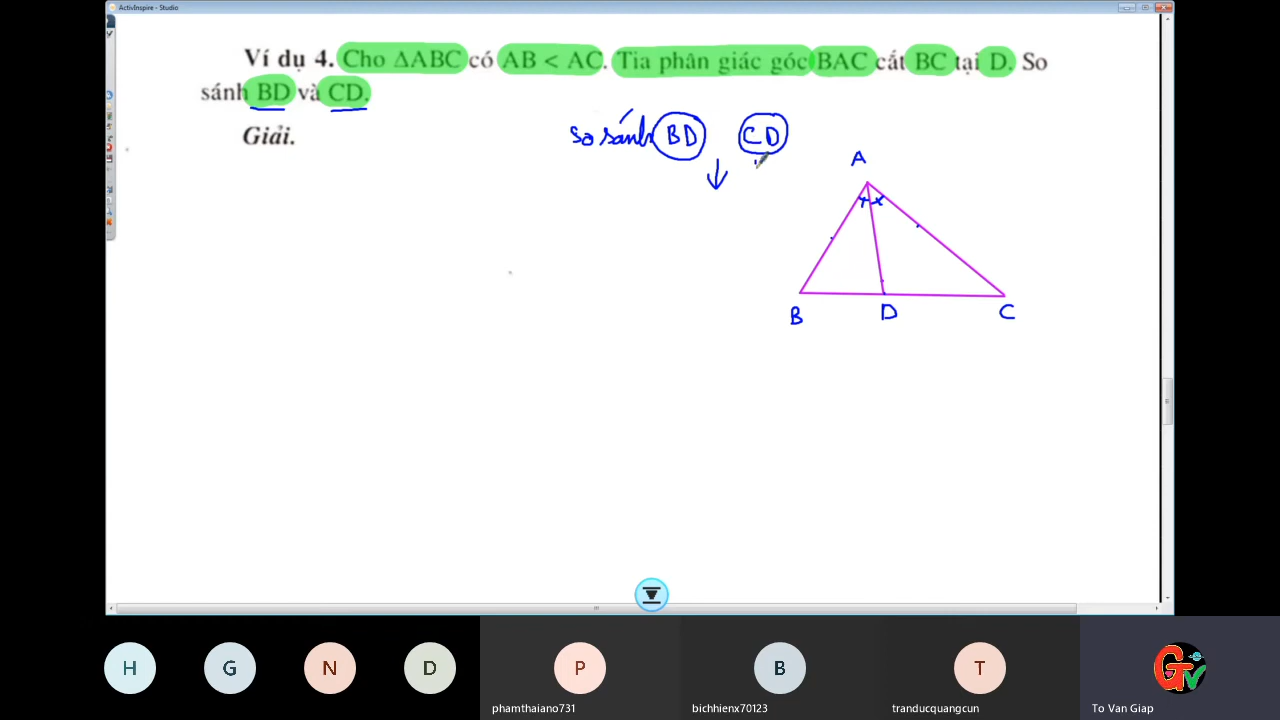 ActivInspire - Studio
Ví dụ 4. Cho ΔABC có AB < AC. Tia phân giác góc BAC cắt BC tại D. So
sánh BD và CD.
Giải.
So sánh BD CD
A
B D C
H G N D P B T
phamthaiano731 bichhienx70123 tranducquangcun To Van Giap